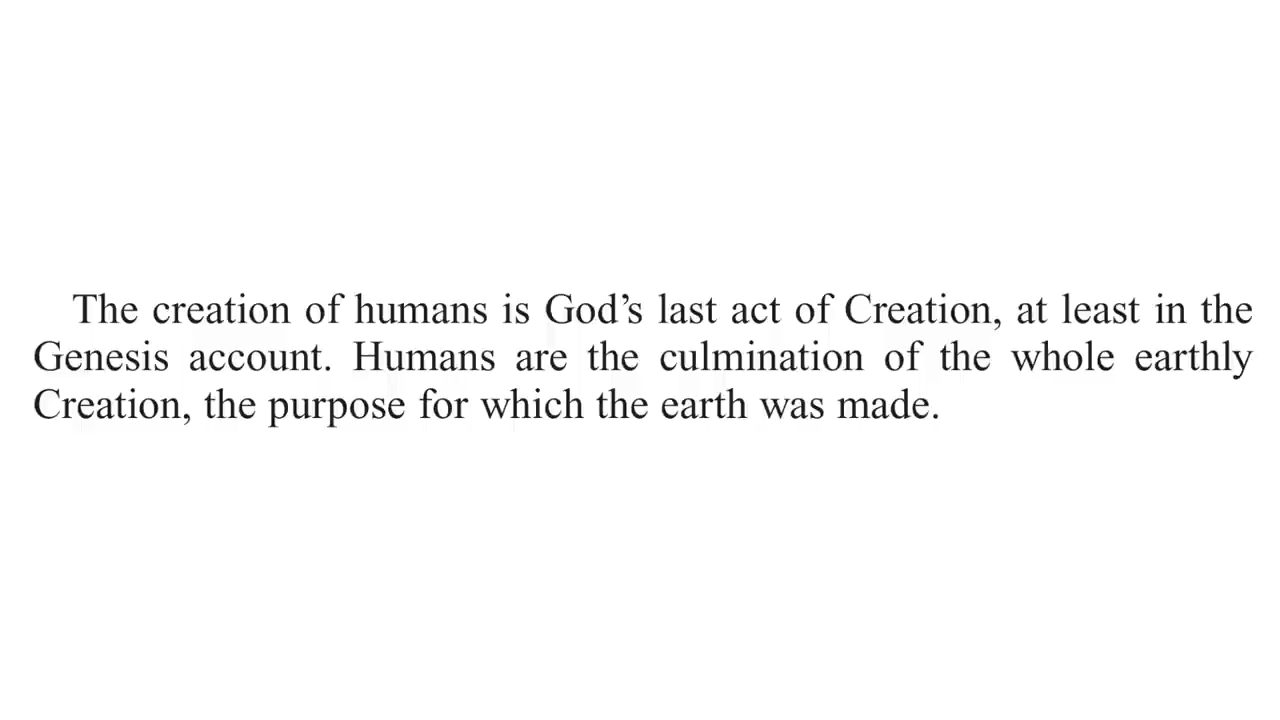 The creation of humans is God’s last act of Creation, at least in the
Genesis account. Humans are the culmination of the whole earthly
Creation, the purpose for which the earth was made.